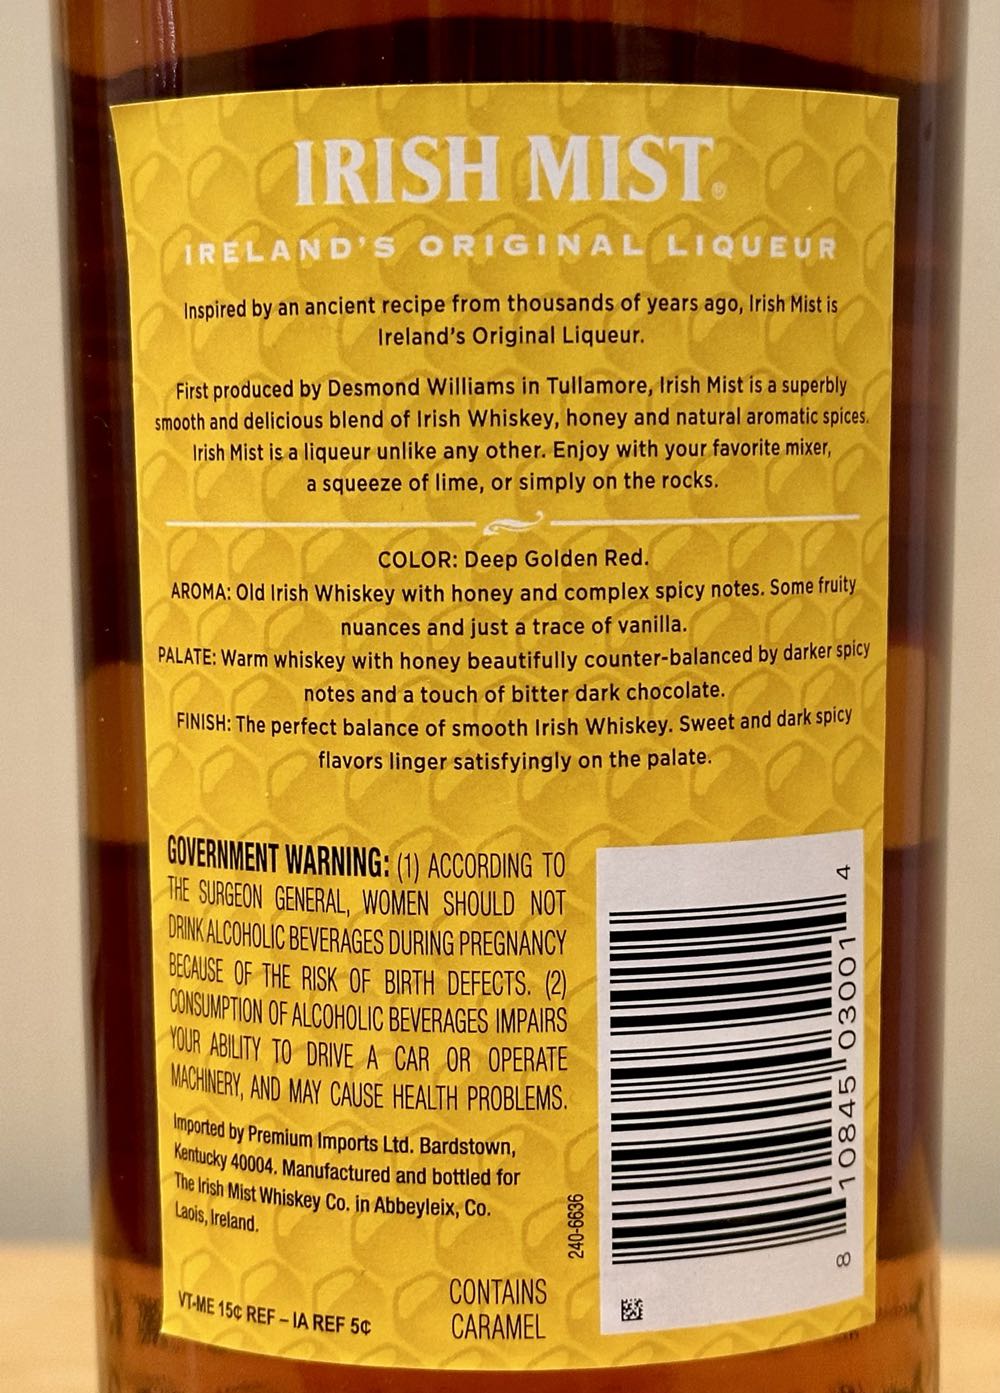 IRISH MIST®
IRELAND'S ORIGINAL LIQUEUR
Inspired by an ancient recipe from thousands of years ago, Irish Mist is
Ireland's Original Liqueur.
First produced by Desmond Williams in Tullamore, Irish Mist is a superbly
smooth and delicious blend of Irish Whiskey, honey and natural aromatic spices.
Irish Mist is a liqueur unlike any other. Enjoy with your favorite mixer,
a squeeze of lime, or simply on the rocks.
COLOR: Deep Golden Red.
AROMA: Old Irish Whiskey with honey and complex spicy notes. Some fruity
nuances and just a trace of vanilla.
PALATE: Warm whiskey with honey beautifully counter-balanced by darker spicy
notes and a touch of bitter dark chocolate.
FINISH: The perfect balance of smooth Irish Whiskey. Sweet and dark spicy
flavors linger satisfyingly on the palate.
GOVERNMENT WARNING: (1) ACCORDING TO
THE SURGEON GENERAL, WOMEN SHOULD NOT
DRINK ALCOHOLIC BEVERAGES DURING PREGNANCY
BECAUSE OF THE RISK OF BIRTH DEFECTS. (2)
CONSUMPTION OF ALCOHOLIC BEVERAGES IMPAIRS
YOUR ABILITY TO DRIVE A CAR OR OPERATE
MACHINERY, AND MAY CAUSE HEALTH PROBLEMS.
Imported by Premium Imports Ltd. Bardstown,
Kentucky 40004. Manufactured and bottled for
The Irish Mist Whiskey Co. in Abbeyleix, Co.
Laois, Ireland.
VT-ME 15¢ REF – IA REF 5¢
CONTAINS
CARAMEL
240-6636
8 10845 03001 4